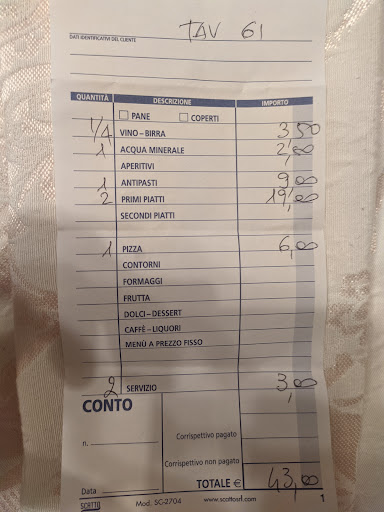 TAV 61
DATI IDENTIFICATIVI DEL CLIENTE
QUANTITÀ DESCRIZIONE IMPORTO
PANE COPERTI
1/4 VINO – BIRRA 3,50
1 ACQUA MINERALE 2,00
APERITIVI
1 ANTIPASTI 9,00
2 PRIMI PIATTI 19,00
SECONDI PIATTI
1 PIZZA 6,00
CONTORNI
FORMAGGI
FRUTTA
DOLCI – DESSERT
CAFFÈ – LIQUORI
MENÙ A PREZZO FISSO
2 SERVIZIO 3,00
CONTO
n. Corrispettivo pagato
Corrispettivo non pagato
Data TOTALE € 43,00
SCOTTI Mod. SC-2704 www.scottosrl.com 1